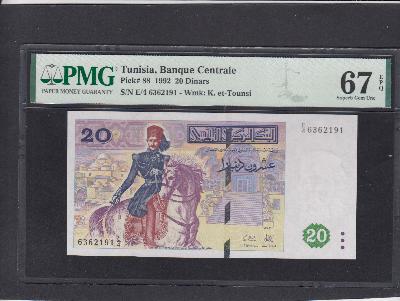 PMG
PAPER MONEY GUARANTY
Tunisia, Banque Centrale
Pick# 88 1992 20 Dinars
S/N E/4 6362191 - Wmk: K. et-Tounsi
67 EPQ
Superb Gem Unc
20
البنك المركزي التونسي
E/4 6362191
عشرون دينارا
6362191 E/4
20